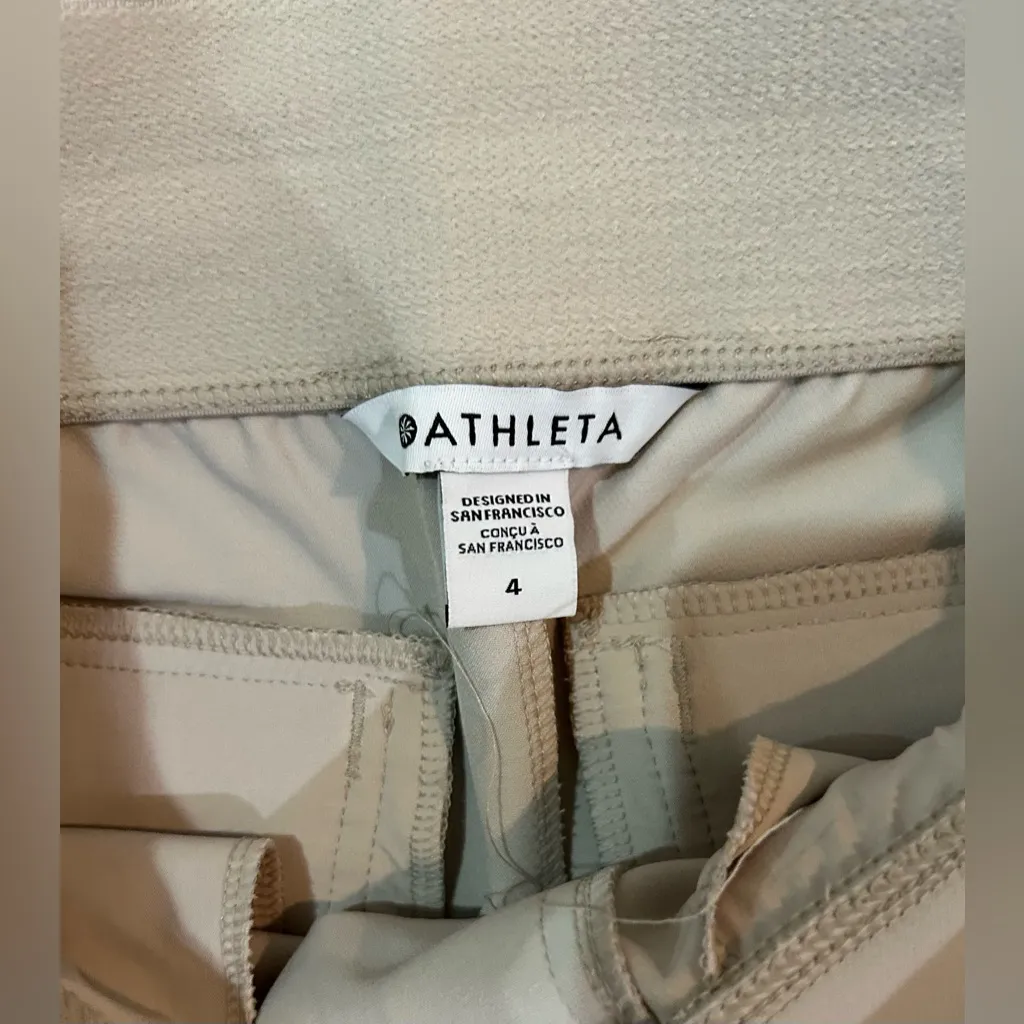 ATHLETA
DESIGNED IN
SAN FRANCISCO
CONÇU À
SAN FRANCISCO
4